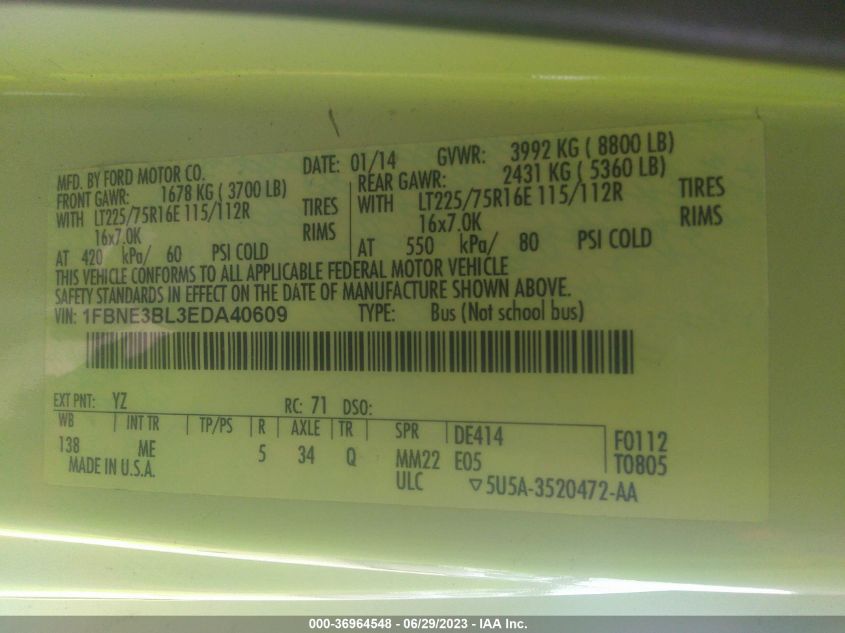 MFD. BY FORD MOTOR CO. DATE: 01/14 GVWR: 3992 KG ( 8800 LB)
FRONT GAWR: 1678 KG ( 3700 LB) REAR GAWR: 2431 KG ( 5360 LB)
WITH LT225/75R16E 115/112R TIRES WITH LT225/75R16E 115/112R TIRES
16x7.0K RIMS 16x7.0K RIMS
AT 420 kPa/ 60 PSI COLD AT 550 kPa/ 80 PSI COLD
THIS VEHICLE CONFORMS TO ALL APPLICABLE FEDERAL MOTOR VEHICLE
SAFETY STANDARDS IN EFFECT ON THE DATE OF MANUFACTURE SHOWN ABOVE.
VIN: 1FBNE3BL3EDA40609 TYPE: Bus (Not school bus)
EXT PNT: YZ RC: 71 DSO:
WB INT TR TP/PS R AXLE TR SPR DE414 F0112
138 ME 5 34 Q MM22 E05 T0805
MADE IN U.S.A. ULC ▽5U5A-3520472-AA
000-36964548 - 06/29/2023 - IAA Inc.